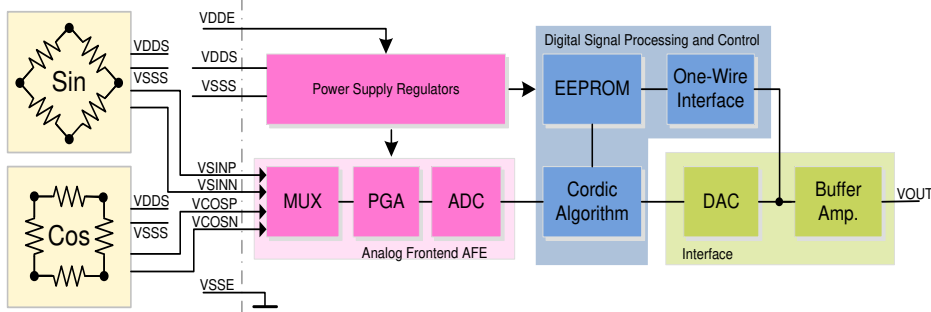 Sin
VDDS
VSSS
Cos
VDDS
VSSS
VDDE
VDDS
VSSS
Power Supply Regulators
VSINP
VSINN
VCOSP
VCOSN
VSSE
MUX
PGA
ADC
Analog Frontend AFE
Digital Signal Processing and Control
EEPROM
One-Wire
Interface
Cordic
Algorithm
DAC
Buffer
Amp.
Interface
VOUT